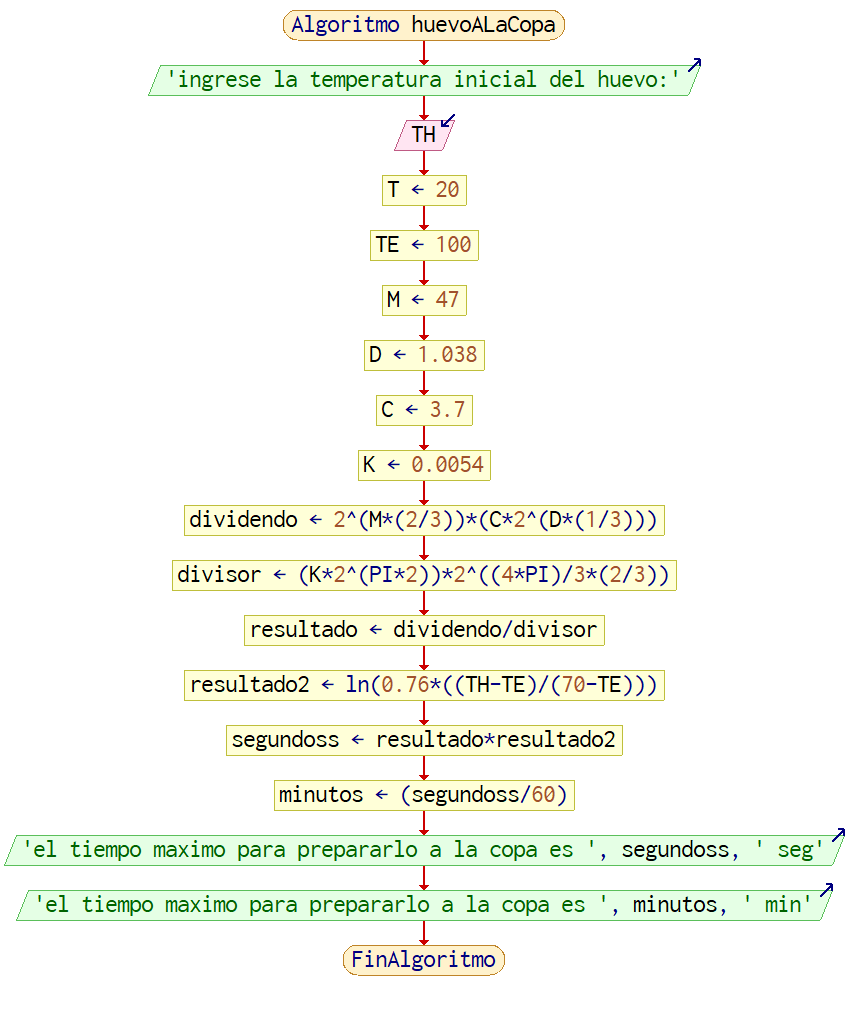 Algoritmo huevoALaCopa
'ingrese la temperatura inicial del huevo:'
TH
T ← 20
TE ← 100
M ← 47
D ← 1.038
C ← 3.7
K ← 0.0054
dividendo ← 2^(M*(2/3))*(C*2^(D*(1/3)))
divisor ← (K*2^(PI*2))*2^((4*PI)/3*(2/3))
resultado ← dividendo/divisor
resultado2 ← ln(0.76*((TH-TE)/(70-TE)))
segundoss ← resultado*resultado2
minutos ← (segundoss/60)
'el tiempo maximo para prepararlo a la copa es ', segundoss, ' seg'
'el tiempo maximo para prepararlo a la copa es ', minutos, ' min'
FinAlgoritmo